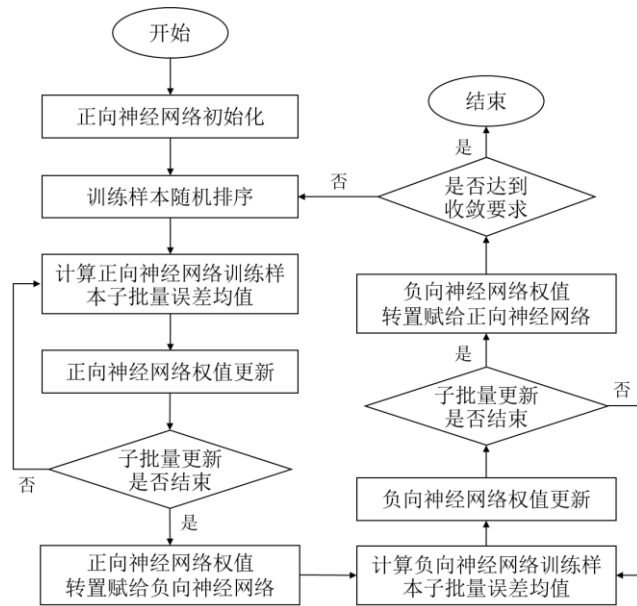 开始
正向神经网络初始化
训练样本随机排序
计算正向神经网络训练样
本子批量误差均值
正向神经网络权值更新
子批量更新
是否结束
否
是
正向神经网络权值
转置赋给负向神经网络
计算负向神经网络训练样
本子批量误差均值
负向神经网络权值更新
子批量更新
是否结束
否
是
负向神经网络权值
转置赋给正向神经网络
是否达到
收敛要求
否
是
结束